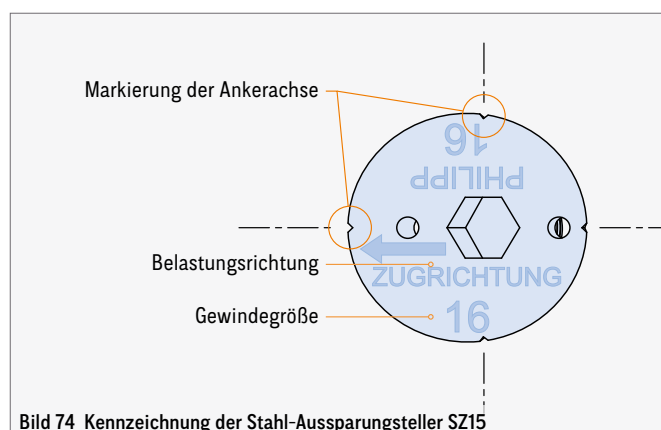 Markierung der Ankerachse
16
PHILIPP
Belastungsrichtung
ZUGRICHTUNG
Gewindegröße
16
Bild 74 Kennzeichnung der Stahl-Aussparungsteller SZ15